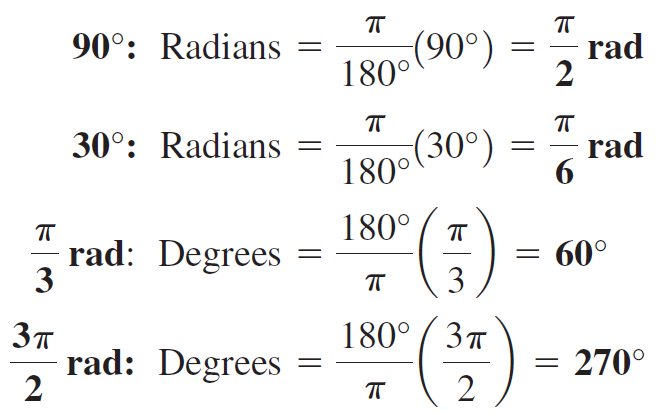 90°: Radians = π/180° (90°) = π/2 rad
30°: Radians = π/180° (30°) = π/6 rad
π/3 rad: Degrees = 180°/π (π/3) = 60°
3π/2 rad: Degrees = 180°/π (3π/2) = 270°